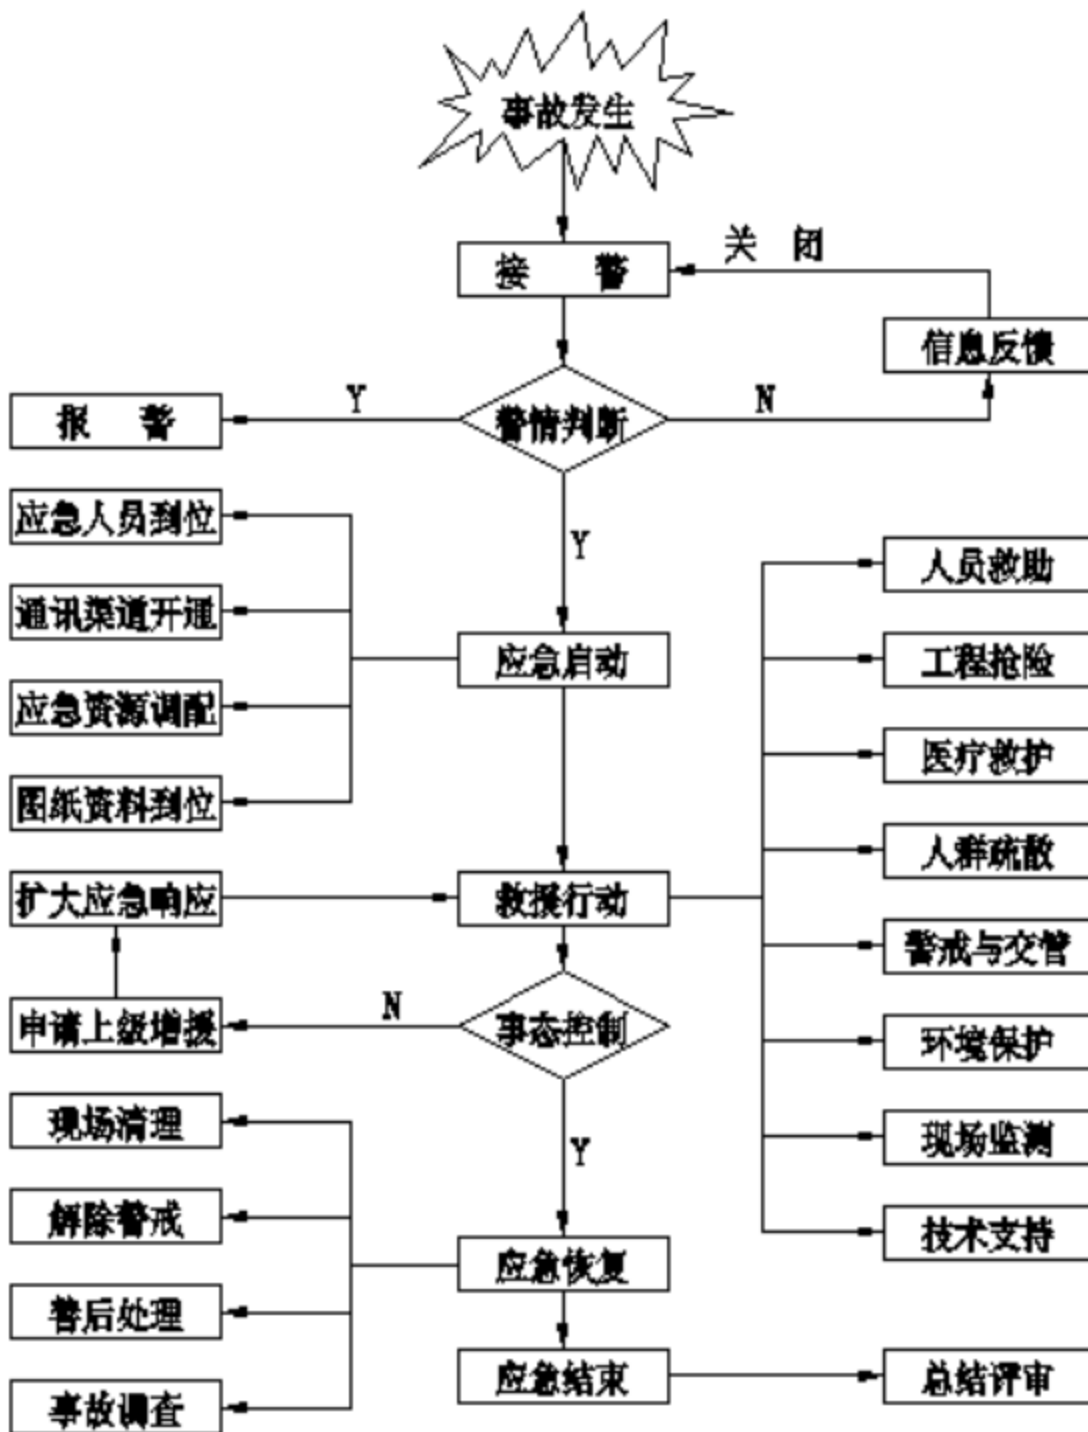 事故发生
接 警
关 闭
信息反馈
报 警
Y
警情判断
N
应急人员到位
Y
人员救助
通讯渠道开通
应急启动
工程抢险
应急资源调配
医疗救护
图纸资料到位
人群疏散
扩大应急响应
救援行动
警戒与交管
申请上级增援
N
事态控制
环境保护
现场清理
Y
现场监测
解除警戒
应急恢复
技术支持
善后处理
应急结束
总结评审
事故调查